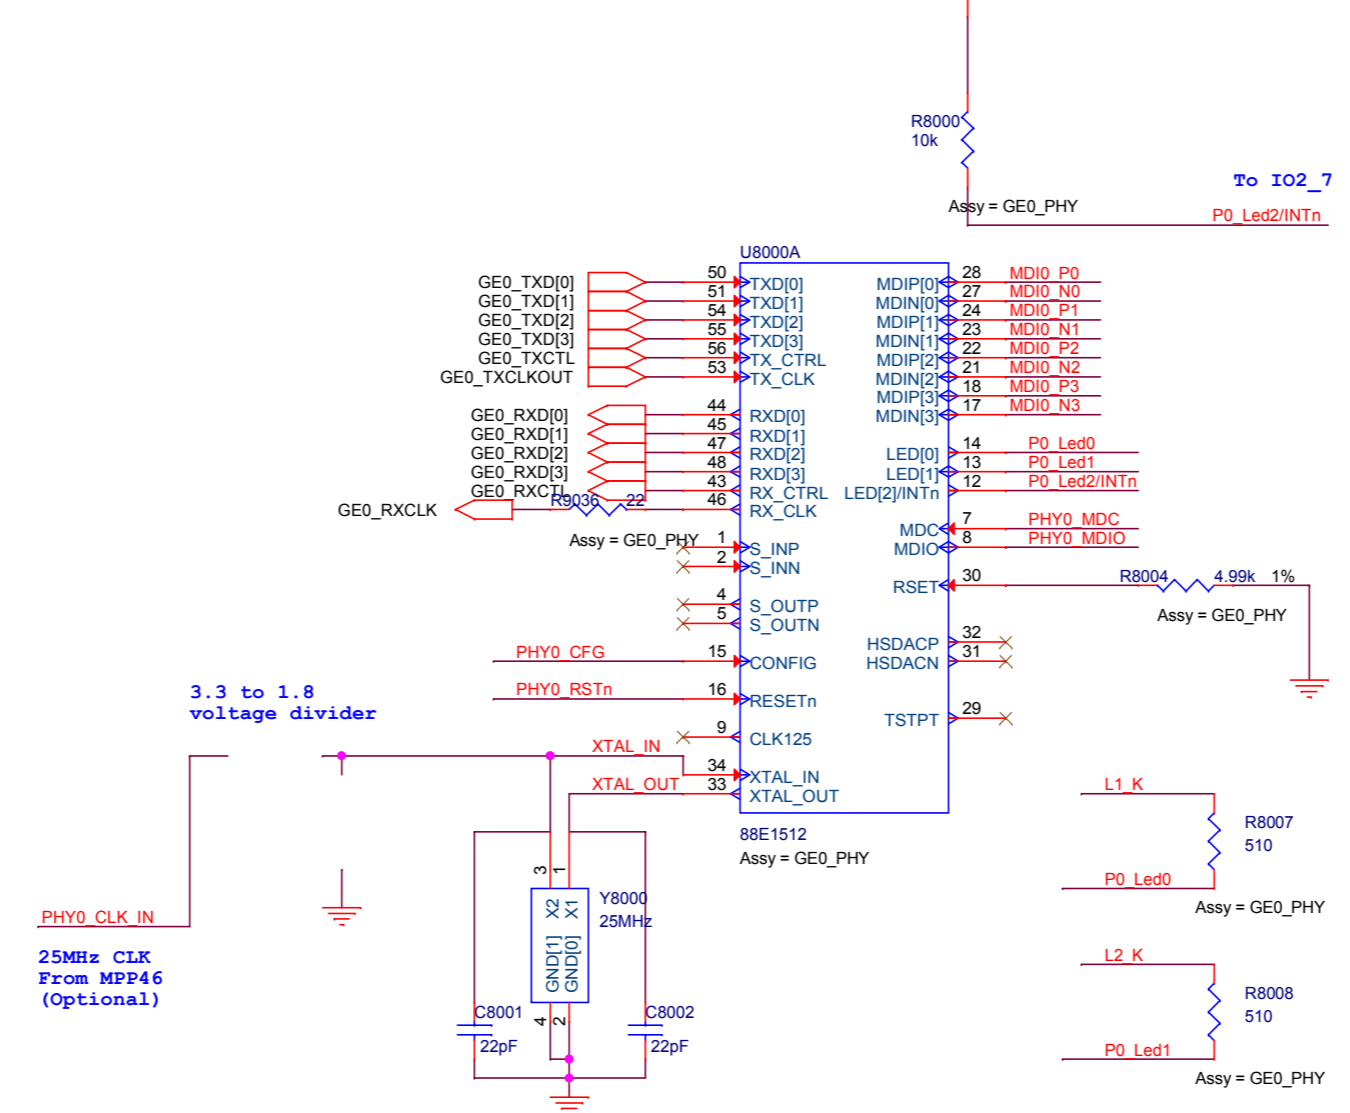 R8000
10k
To IO2_7
Assy = GE0_PHY
P0_Led2/INTn
U8000A
GE0_TXD[0] 50 TXD[0] MDIP[0] 28 MDI0_P0
GE0_TXD[1] 51 TXD[1] MDIN[0] 27 MDI0_N0
GE0_TXD[2] 54 TXD[2] MDIP[1] 24 MDI0_P1
GE0_TXD[3] 55 TXD[3] MDIN[1] 23 MDI0_N1
GE0_TXCTL 56 TX_CTRL MDIP[2] 22 MDI0_P2
GE0_TXCLKOUT 53 TX_CLK MDIN[2] 21 MDI0_N2
MDIP[3] 18 MDI0_P3
GE0_RXD[0] 44 RXD[0] MDIN[3] 17 MDI0_N3
GE0_RXD[1] 45 RXD[1]
GE0_RXD[2] 47 RXD[2] LED[0] 14 P0_Led0
GE0_RXD[3] 48 RXD[3] LED[1] 13 P0_Led1
GE0_RXCTL 43 RX_CTRL LED[2]/INTn 12 P0_Led2/INTn
GE0_RXCLK R9036 22 46 RX_CLK
Assy = GE0_PHY
MDC 7 PHY0_MDC
1 S_INP MDIO 8 PHY0_MDIO
2 S_INN
RSET 30 R8004 4.99k 1%
Assy = GE0_PHY
4 S_OUTP
5 S_OUTN
HSDACP 32
PHY0_CFG 15 CONFIG HSDACN 31
PHY0_RSTn 16 RESETn
TSTPT 29
9 CLK125
3.3 to 1.8
voltage divider
XTAL_IN 34 XTAL_IN
XTAL_OUT 33 XTAL_OUT
88E1512
Assy = GE0_PHY
L1_K
R8007
510
P0_Led0
Assy = GE0_PHY
PHY0_CLK_IN
25MHz CLK
From MPP46
(Optional)
3 1
X2 X1
Y8000
25MHz
GND[1] GND[0]
4 2
C8001
22pF
C8002
22pF
L2_K
R8008
510
P0_Led1
Assy = GE0_PHY